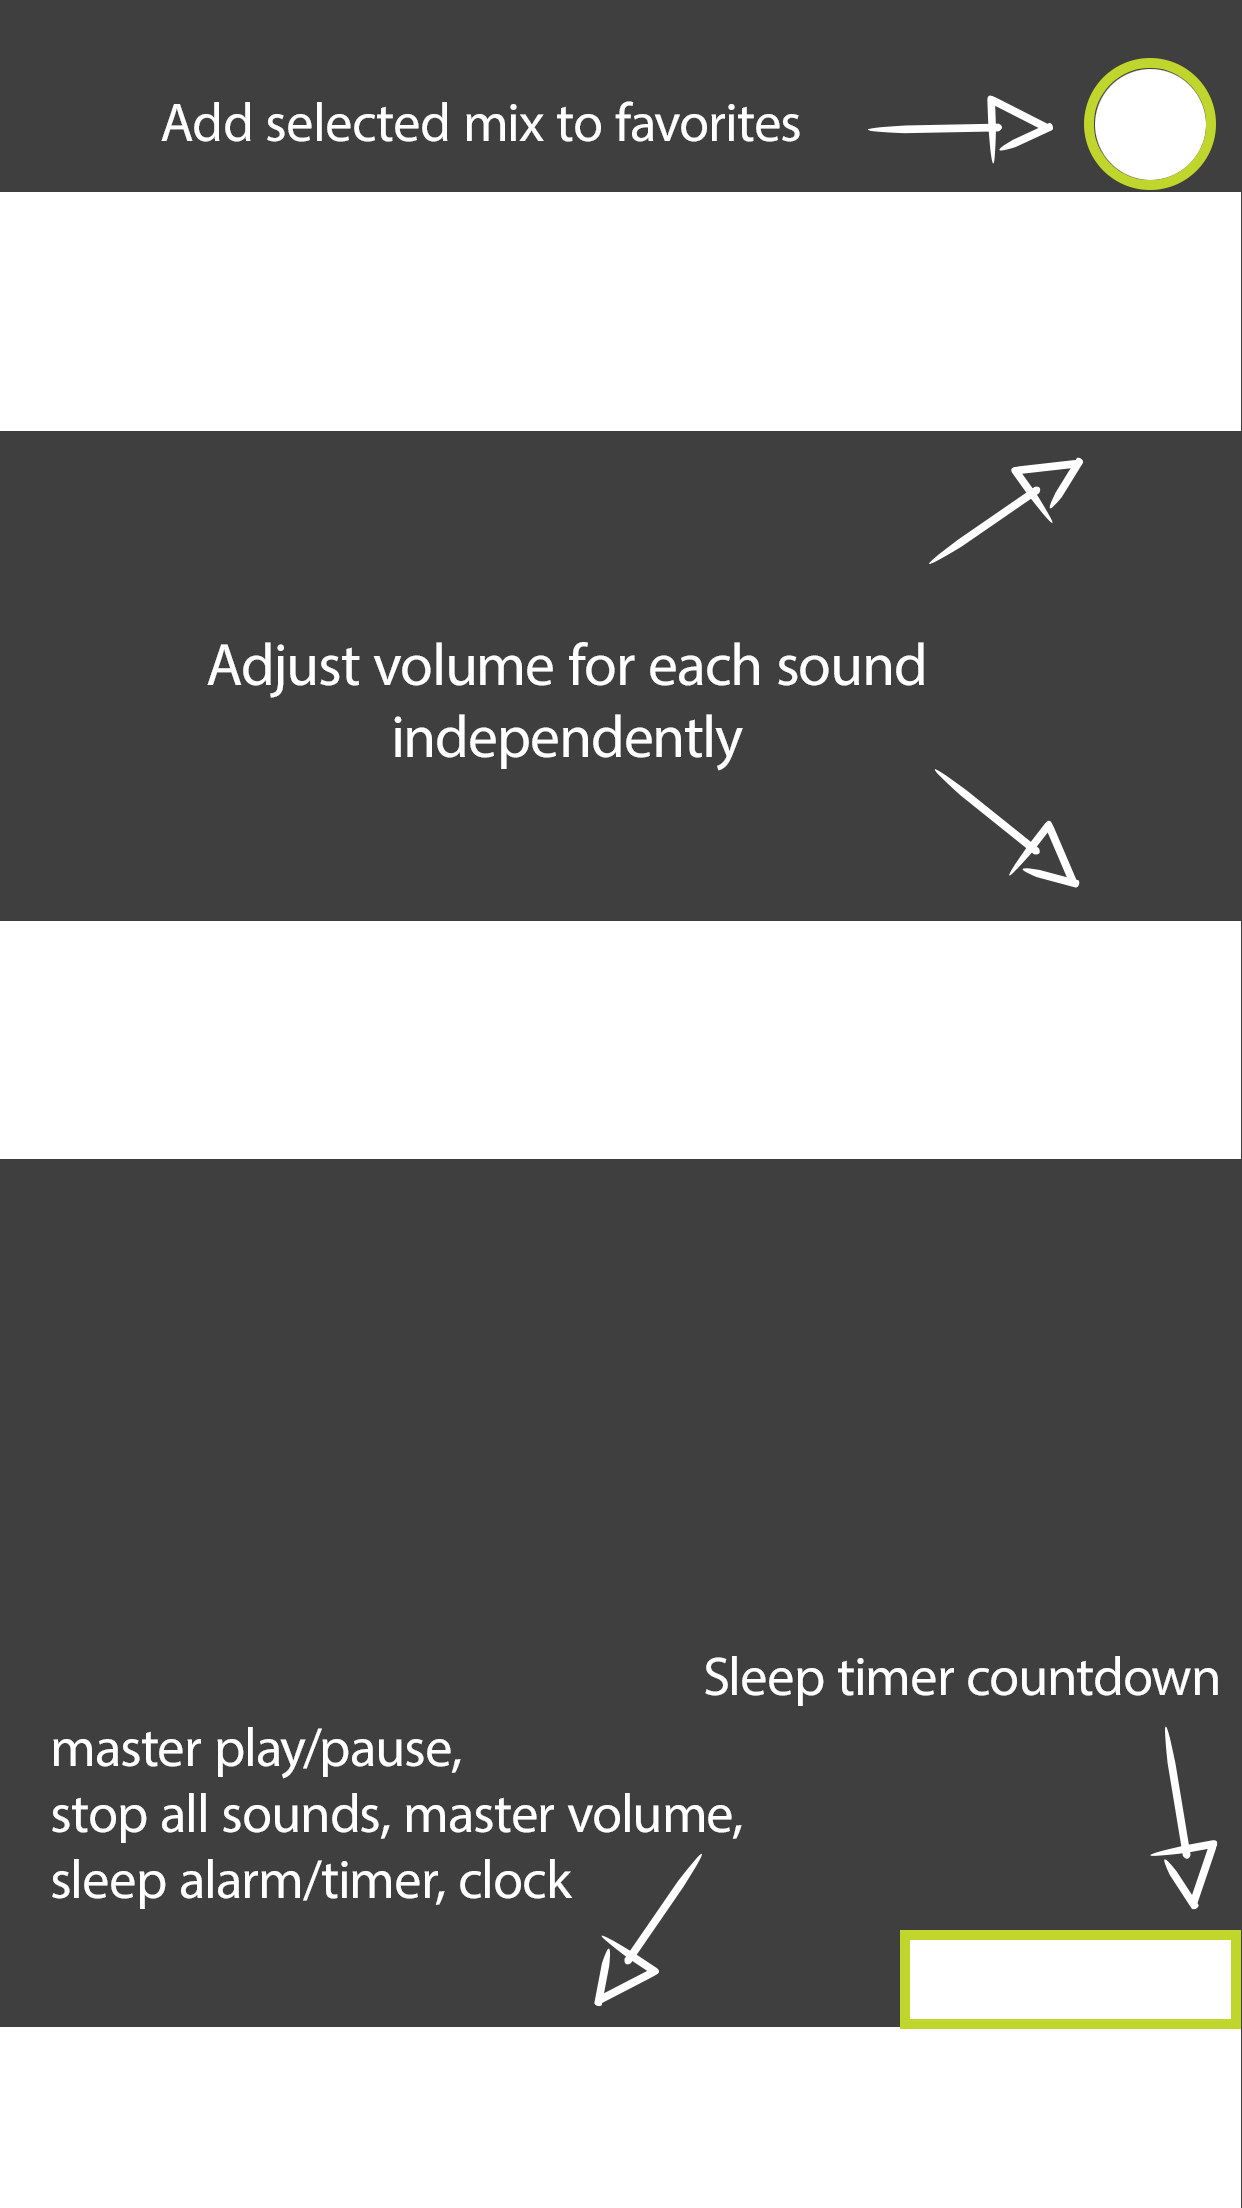 Add selected mix to favorites
Adjust volume for each sound
independently
Sleep timer countdown
master play/pause,
stop all sounds, master volume,
sleep alarm/timer, clock